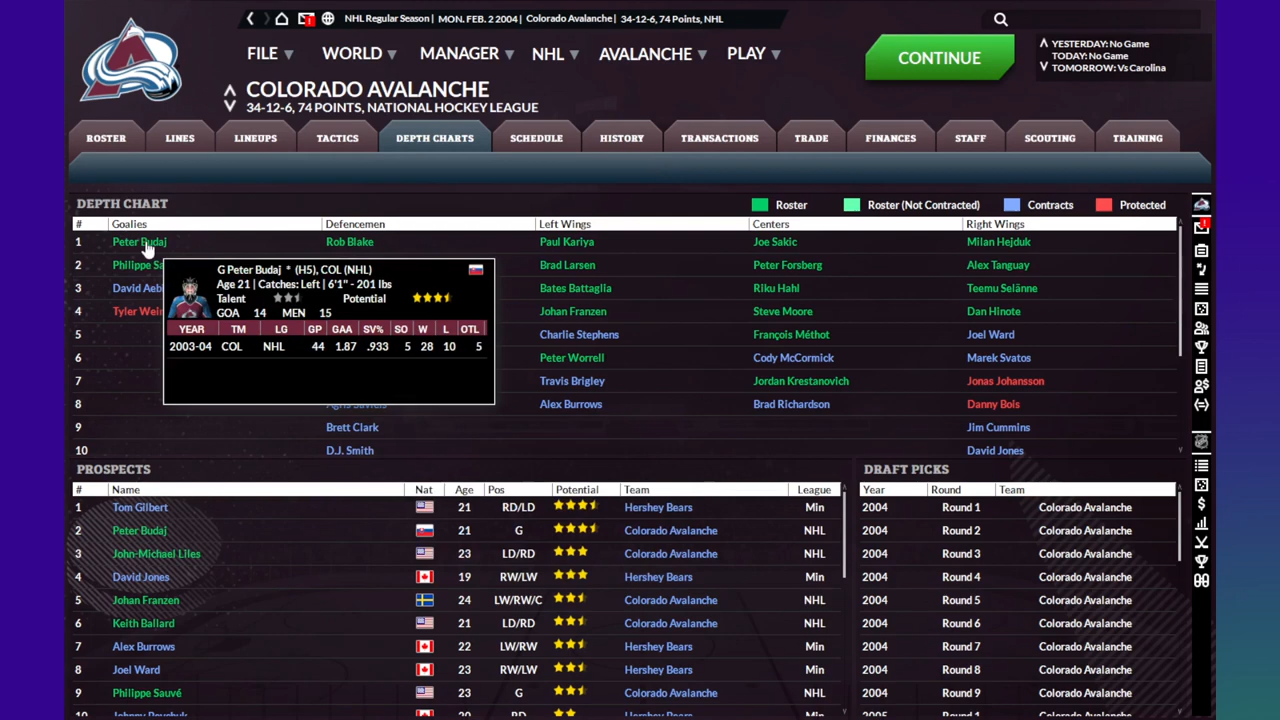 NHL Regular Season | MON. FEB. 2 2004 | Colorado Avalanche | 34-12-6, 74 Points, NHL
FILE WORLD MANAGER NHL AVALANCHE PLAY
CONTINUE
YESTERDAY: No Game
TODAY: No Game
TOMORROW: Vs Carolina
COLORADO AVALANCHE
34-12-6, 74 POINTS, NATIONAL HOCKEY LEAGUE
ROSTER LINES LINEUPS TACTICS DEPTH CHARTS SCHEDULE HISTORY TRANSACTIONS TRADE FINANCES STAFF SCOUTING TRAINING
DEPTH CHART Roster Roster (Not Contracted) Contracts Protected
# Goalies Defencemen Left Wings Centers Right Wings
1 Peter Budaj Rob Blake Paul Kariya Joe Sakic Milan Hejduk
2 Philippe Brad Larsen Peter Forsberg Alex Tanguay
3 David Bates Battaglia Riku Hahl Teemu Selänne
4 Tyler Johan Franzen Steve Moore Dan Hinote
5 Charlie Stephens François Méthot Joel Ward
6 Peter Worrell Cody McCormick Marek Svatos
7 Travis Brigley Jordan Krestanovich Jonas Johansson
8 Alex Burrows Brad Richardson Danny Bois
9 Brett Clark Jim Cummins
10 D.J. Smith David Jones
G Peter Budaj * (H5), COL (NHL)
Age 21 | Catches: Left | 6'1" - 201 lbs
Talent Potential
GOA 14 MEN 15
YEAR TM LG GP GAA SV% SO W L OTL
2003-04 COL NHL 44 1.87 .933 5 28 10 5
PROSPECTS
# Name Nat Age Pos Potential Team League
1 Tom Gilbert 21 RD/LD Hershey Bears Min
2 Peter Budaj 21 G Colorado Avalanche NHL
3 John-Michael Liles 23 LD/RD Colorado Avalanche NHL
4 David Jones 19 RW/LW Hershey Bears Min
5 Johan Franzen 24 LW/RW/C Colorado Avalanche NHL
6 Keith Ballard 21 LD/RD Colorado Avalanche NHL
7 Alex Burrows 22 LW/RW Hershey Bears Min
8 Joel Ward 23 RW/LW Hershey Bears Min
9 Philippe Sauvé 23 G Colorado Avalanche NHL
DRAFT PICKS
Year Round Team
2004 Round 1 Colorado Avalanche
2004 Round 2 Colorado Avalanche
2004 Round 3 Colorado Avalanche
2004 Round 4 Colorado Avalanche
2004 Round 5 Colorado Avalanche
2004 Round 6 Colorado Avalanche
2004 Round 7 Colorado Avalanche
2004 Round 8 Colorado Avalanche
2004 Round 9 Colorado Avalanche